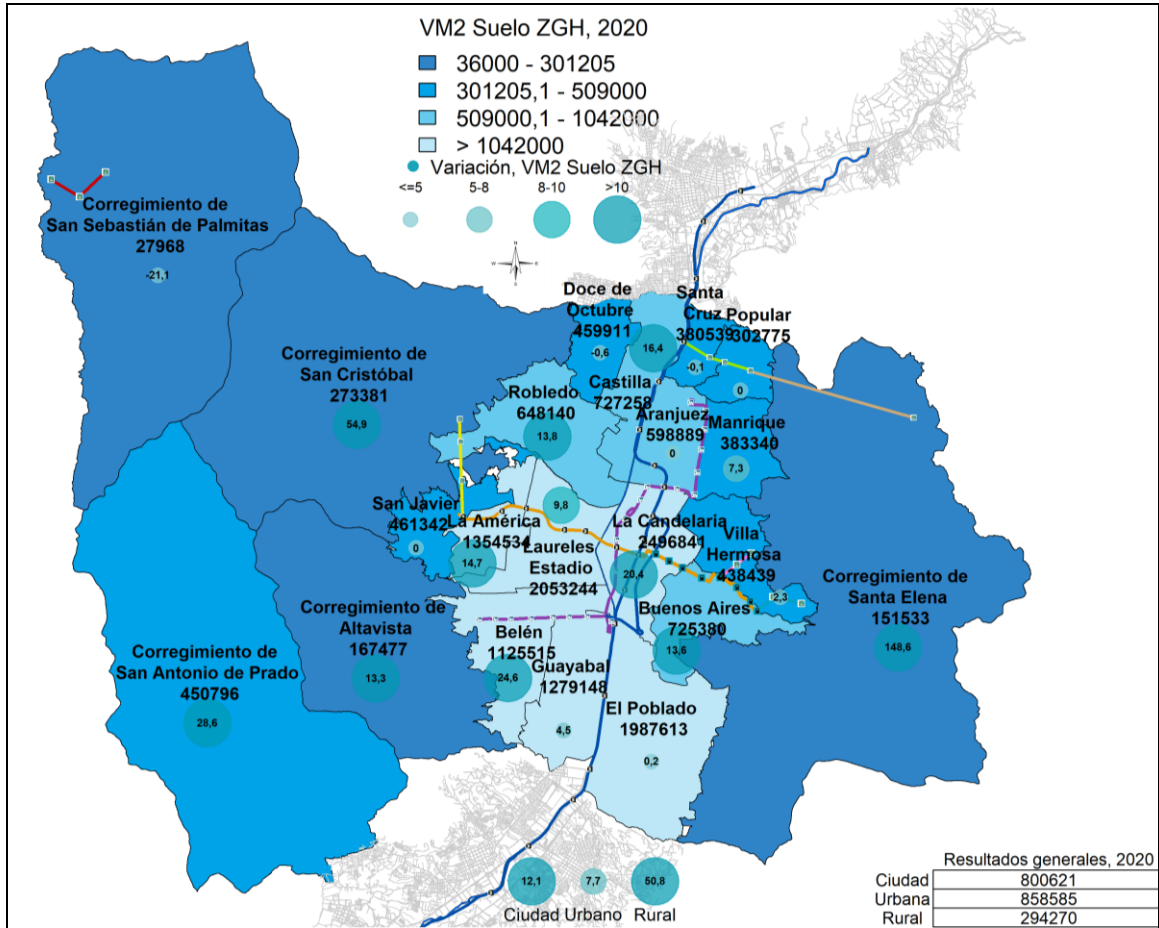 VM2 Suelo ZGH, 2020
36000 - 301205
301205,1 - 509000
509000,1 - 1042000
> 1042000
Variación, VM2 Suelo ZGH
<=5 5-8 8-10 >10
N
W E
S
Corregimiento de
San Sebastián de Palmitas
27968
-21,1
Corregimiento de
San Cristóbal
273381
54,9
Doce de
Octubre
459911
-0,6
Santa
Cruz
380539
-0,1
Popular
302775
0
16,4
Castilla
727258
Robledo
648140
13,8
Aranjuez
598889
0
Manrique
383340
7,3
San Javier
461342
0
La América
1354534
14,7
9,8
Laureles
Estadio
2053244
La Candelaria
2496841
20,4
Villa
Hermosa
438439
2,3
Buenos Aires
725380
13,6
Corregimiento de
Santa Elena
151533
148,6
Corregimiento de
Altavista
167477
13,3
Corregimiento de
San Antonio de Prado
450796
28,6
Belén
1125515
24,6
Guayabal
1279148
4,5
El Poblado
1987613
0,2
12,1 7,7 50,8
Ciudad Urbano Rural
Resultados generales, 2020
Ciudad 800621
Urbana 858585
Rural 294270